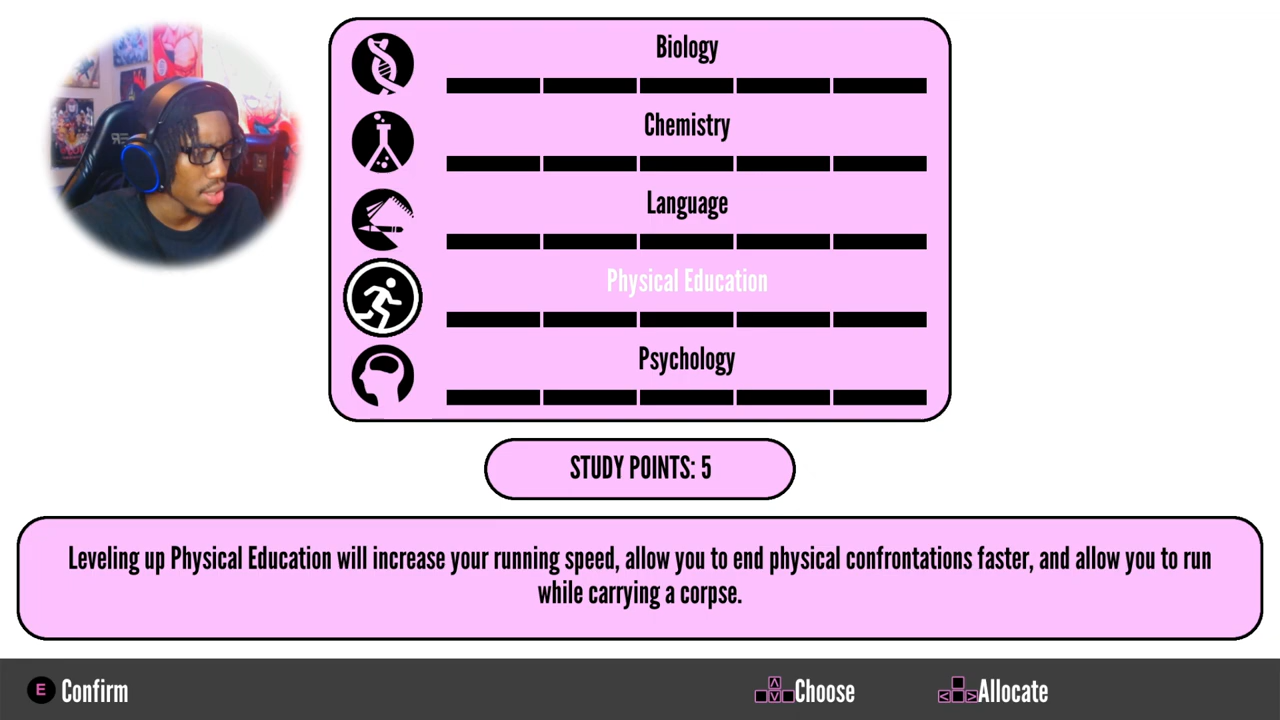 Biology
Chemistry
Language
Physical Education
Psychology
STUDY POINTS: 5
Leveling up Physical Education will increase your running speed, allow you to end physical confrontations faster, and allow you to run
while carrying a corpse.
E Confirm
Choose
Allocate